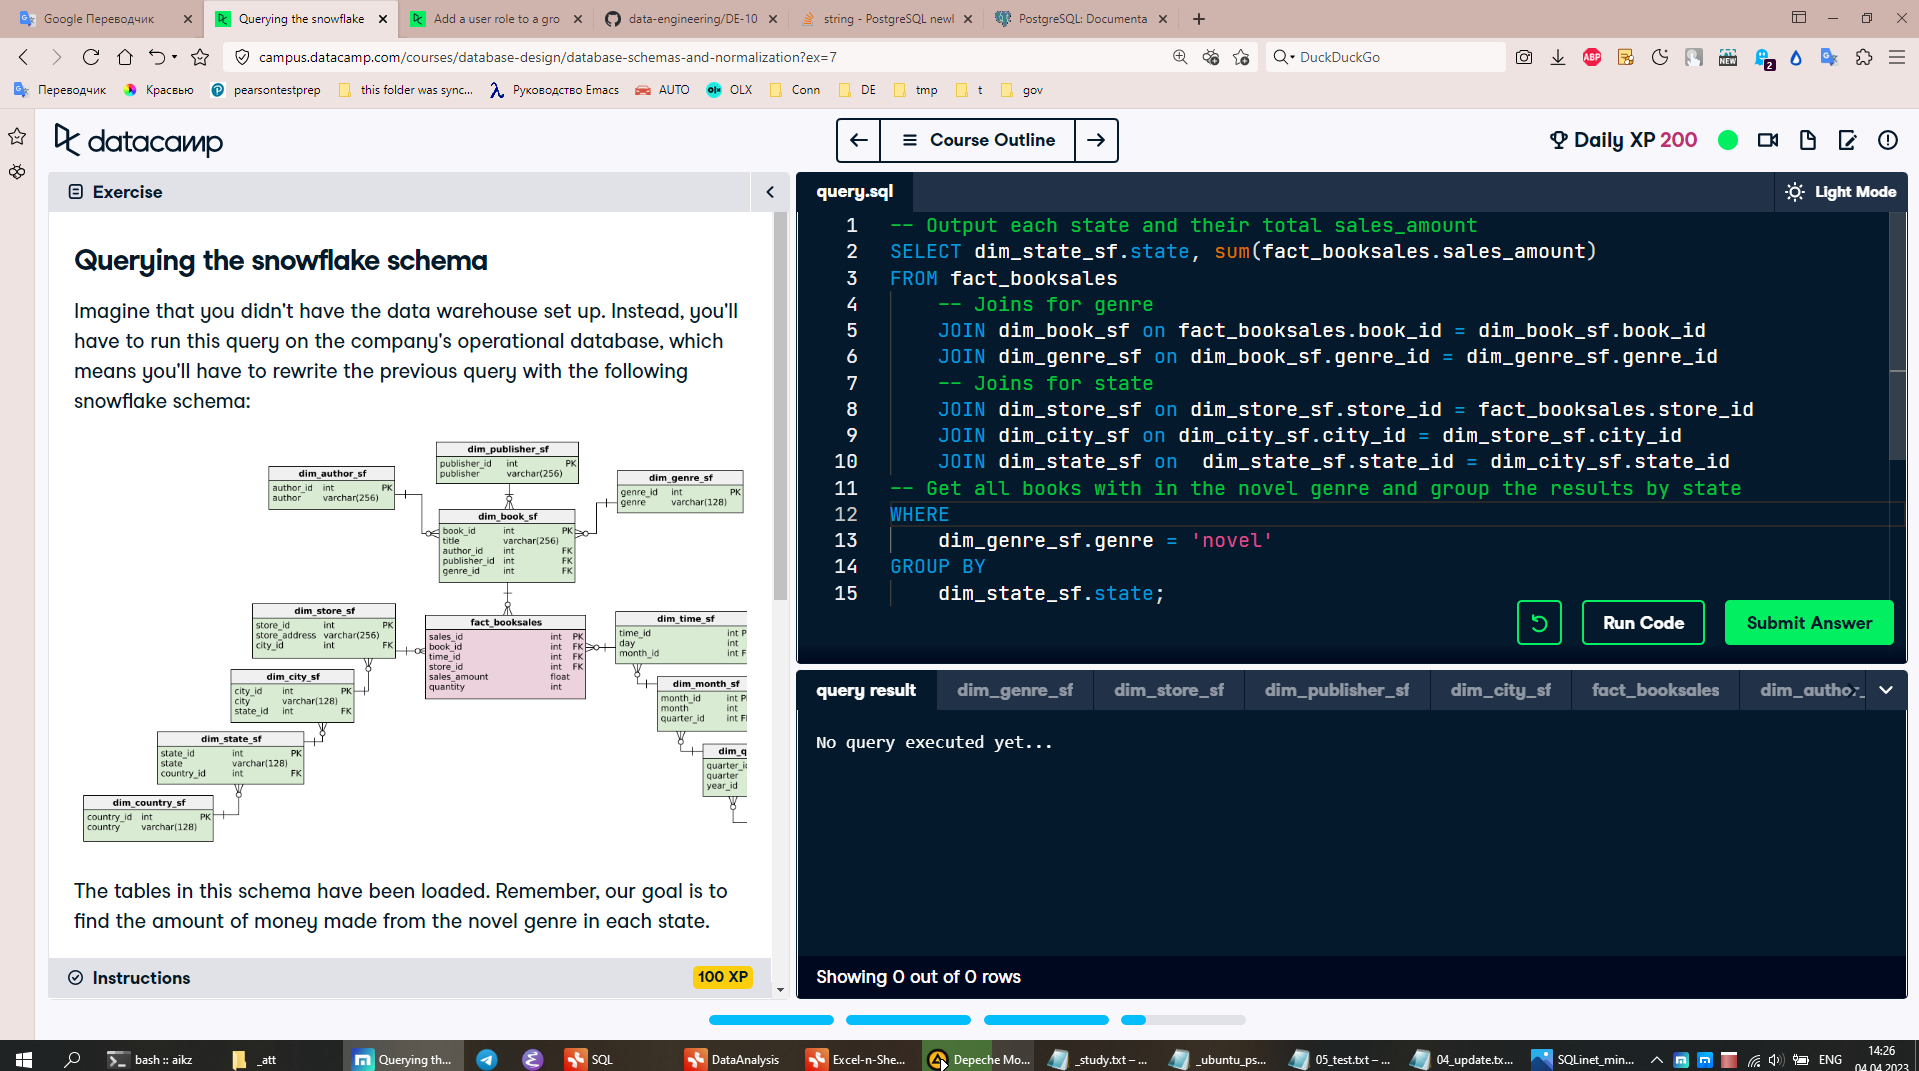 Google Переводчик
Querying the snowflake
Add a user role to a gro
data-engineering/DE-10
string - PostgreSQL newl
PostgreSQL: Documenta
campus.datacamp.com/courses/database-design/database-schemas-and-normalization?ex=7
DuckDuckGo
ABP
NEW
2
Переводчик
Красвью
pearsontestprep
this folder was sync...
Руководство Emacs
AUTO
OLX
Conn
DE
tmp
t
gov
datacamp
Course Outline
Daily XP 200
Exercise
query.sql
Light Mode
Querying the snowflake schema
Imagine that you didn't have the data warehouse set up. Instead, you'll
have to run this query on the company's operational database, which
means you'll have to rewrite the previous query with the following
snowflake schema:
dim_publisher_sf
publisher_id int PK
publisher varchar(256)
dim_author_sf
author_id int PK
author varchar(256)
dim_genre_sf
genre_id int PK
genre varchar(128)
dim_book_sf
book_id int PK
title varchar(256)
author_id int FK
publisher_id int FK
genre_id int FK
dim_store_sf
store_id int PK
store_address varchar(256)
city_id int FK
fact_booksales
sales_id int PK
book_id int FK
time_id int FK
store_id int FK
sales_amount float
quantity int
dim_time_sf
time_id int P
day int
month_id int F
dim_city_sf
city_id int PK
city varchar(128)
state_id int FK
dim_month_sf
month_id int P
month int
quarter_id int F
dim_state_sf
state_id int PK
state varchar(128)
country_id int FK
dim_q
quarter_i
quarter
year_id
dim_country_sf
country_id int PK
country varchar(128)
The tables in this schema have been loaded. Remember, our goal is to
find the amount of money made from the novel genre in each state.
Instructions
100 XP
1 -- Output each state and their total sales_amount
2 SELECT dim_state_sf.state, sum(fact_booksales.sales_amount)
3 FROM fact_booksales
4 -- Joins for genre
5 JOIN dim_book_sf on fact_booksales.book_id = dim_book_sf.book_id
6 JOIN dim_genre_sf on dim_book_sf.genre_id = dim_genre_sf.genre_id
7 -- Joins for state
8 JOIN dim_store_sf on dim_store_sf.store_id = fact_booksales.store_id
9 JOIN dim_city_sf on dim_city_sf.city_id = dim_store_sf.city_id
10 JOIN dim_state_sf on  dim_state_sf.state_id = dim_city_sf.state_id
11 -- Get all books with in the novel genre and group the results by state
12 WHERE
13 dim_genre_sf.genre = 'novel'
14 GROUP BY
15 dim_state_sf.state;
Run Code
Submit Answer
query result
dim_genre_sf
dim_store_sf
dim_publisher_sf
dim_city_sf
fact_booksales
dim_author_
No query executed yet...
Showing 0 out of 0 rows
bash :: aikz
_att
Querying th...
SQL
DataAnalysis
Excel-n-She...
Depeche Mo...
_study.txt – ...
_ubuntu_ps...
05_test.txt – ...
04_update.tx...
SQLinet_min...
ENG
14:26
04.04.2023